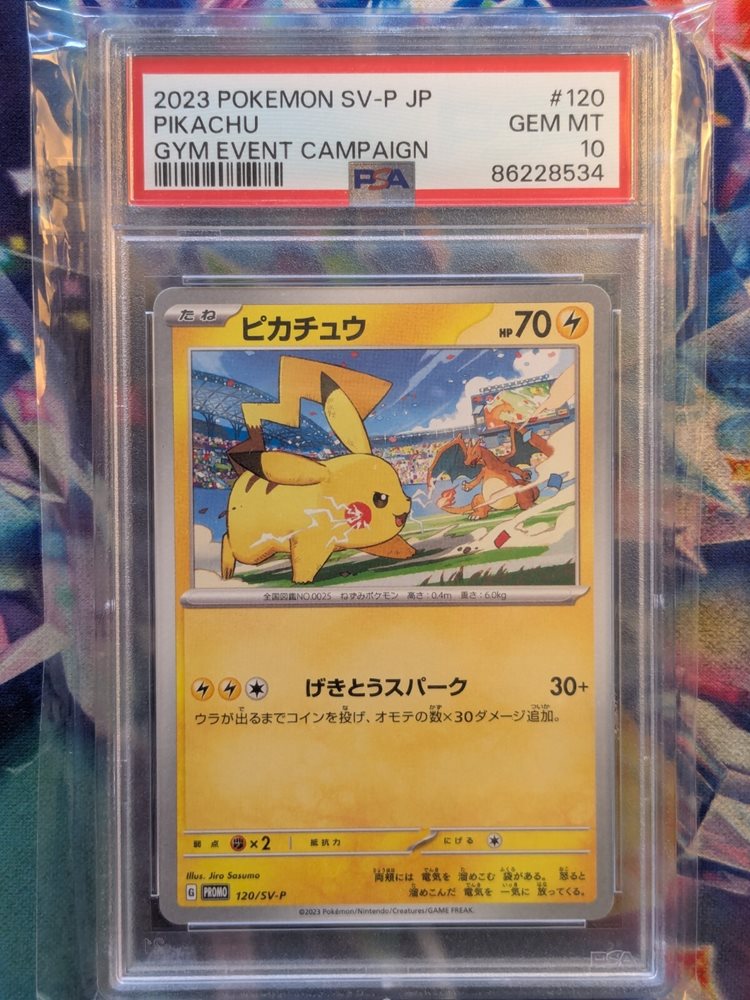 2023 POKEMON SV-P JP #120
PIKACHU GEM MT
GYM EVENT CAMPAIGN 10
PSA 86228534
たね ピカチュウ HP 70
全国図鑑NO.0025 ねずみポケモン 高さ:0.4m 重さ:6.0kg
げきとうスパーク 30+
ウラが出るまでコインを投げ、オモテの数×30ダメージ追加。
弱点 ×2 抵抗力 にげる
Illus. Jiro Sasumo
両頬には 電気を 溜めこむ 袋がある。 怒ると
溜めこんだ 電気を 一気に 放ってくる。
G PROMO 120/SV-P
©2023 Pokémon/Nintendo/Creatures/GAME FREAK.
PSA